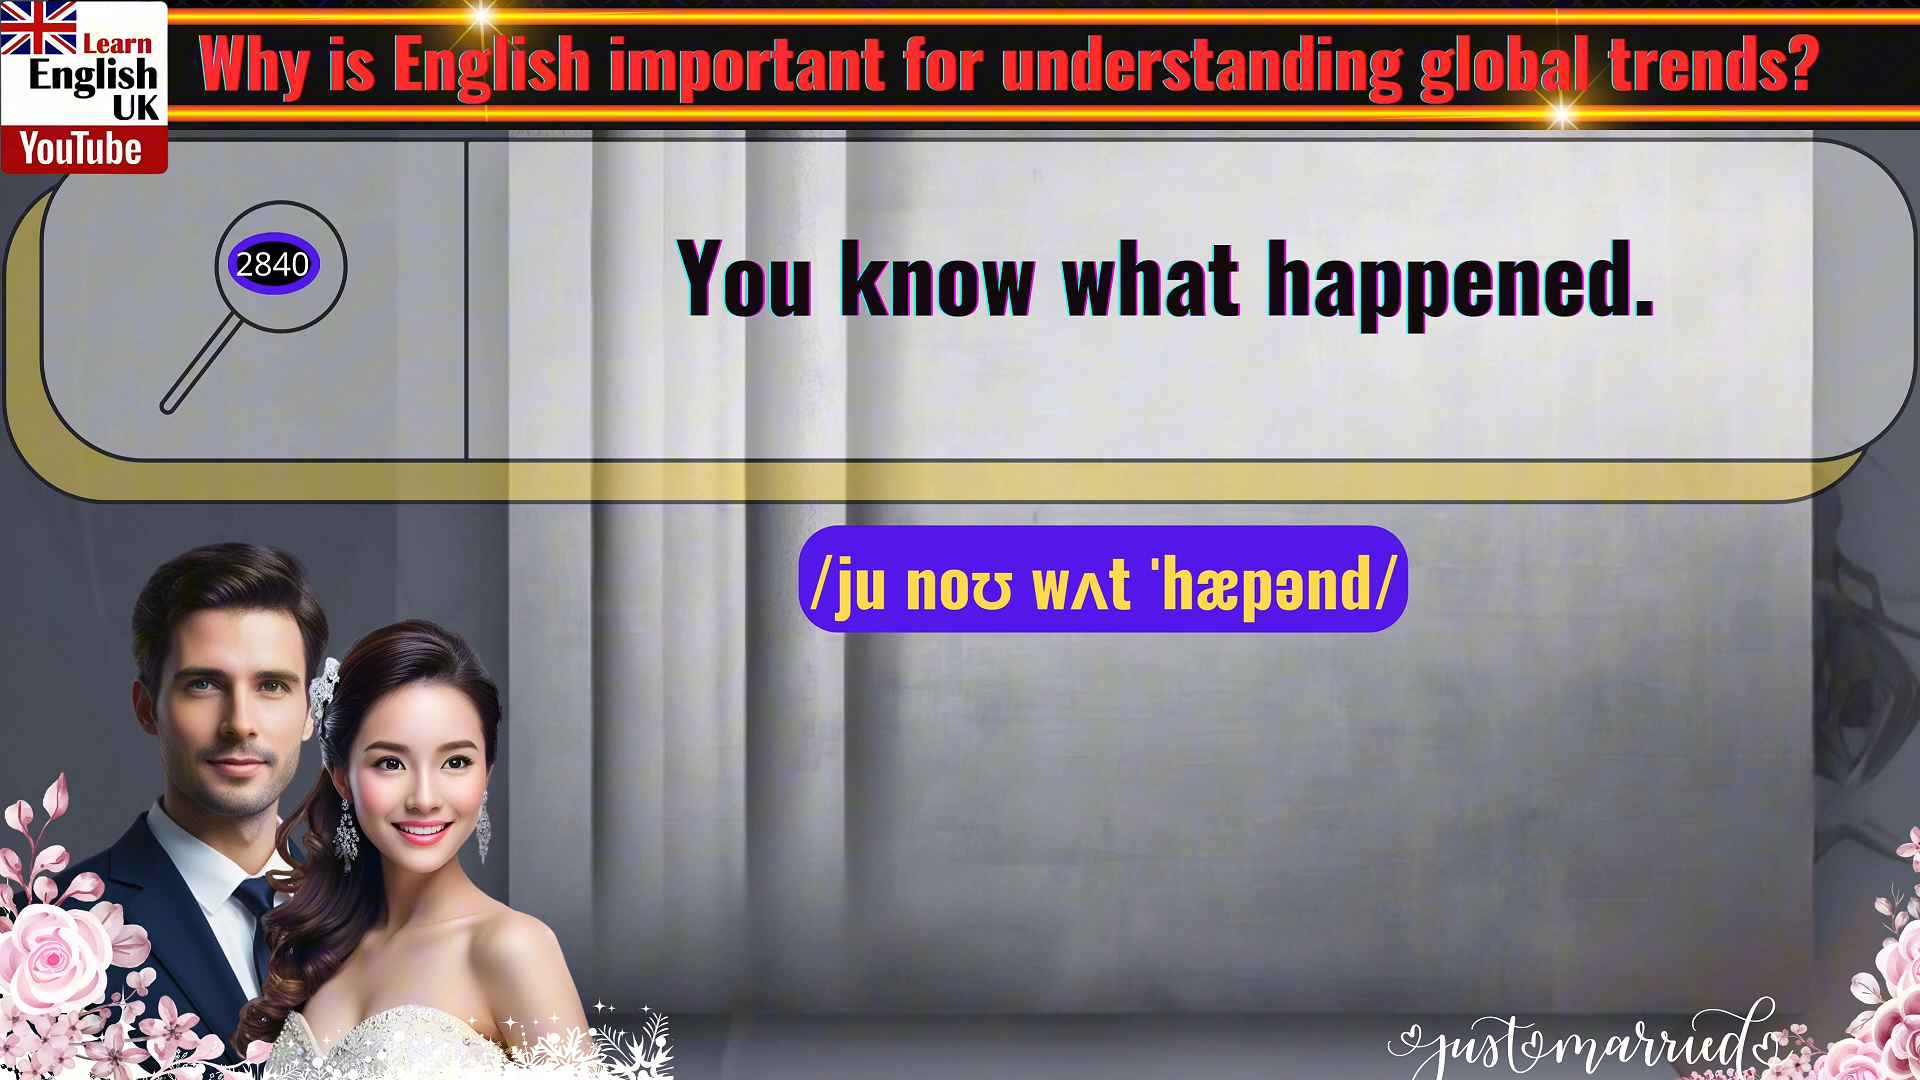 Learn
English
UK
YouTube
Why is English important for understanding global trends?
2840
You know what happened.
/ju noʊ wʌt ˈhæpənd/
just married